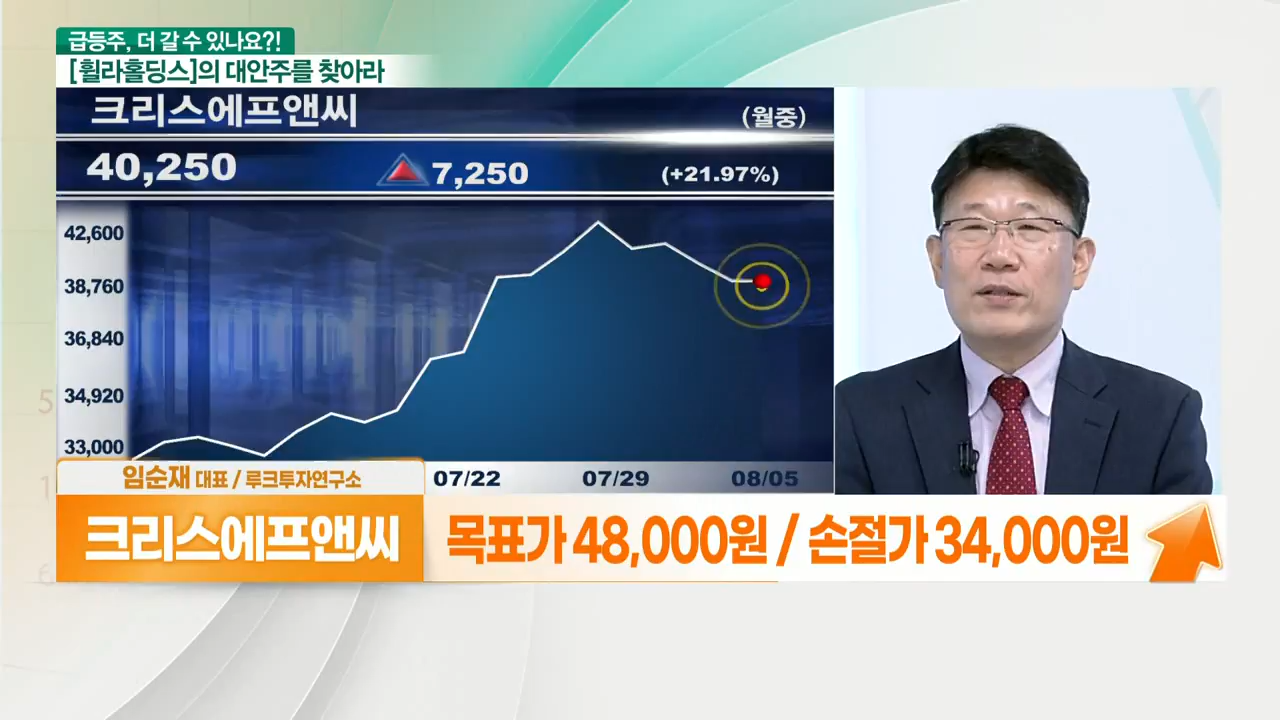 급등주, 더 갈 수 있나요?!
[휠라홀딩스]의 대안주를 찾아라
크리스에프앤씨 (월중)
40,250 ▲ 7,250 (+21.97%)
42,600
38,760
36,840
34,920
33,000
07/22 07/29 08/05
임순재 대표 / 루크투자연구소
크리스에프앤씨
목표가 48,000원 / 손절가 34,000원